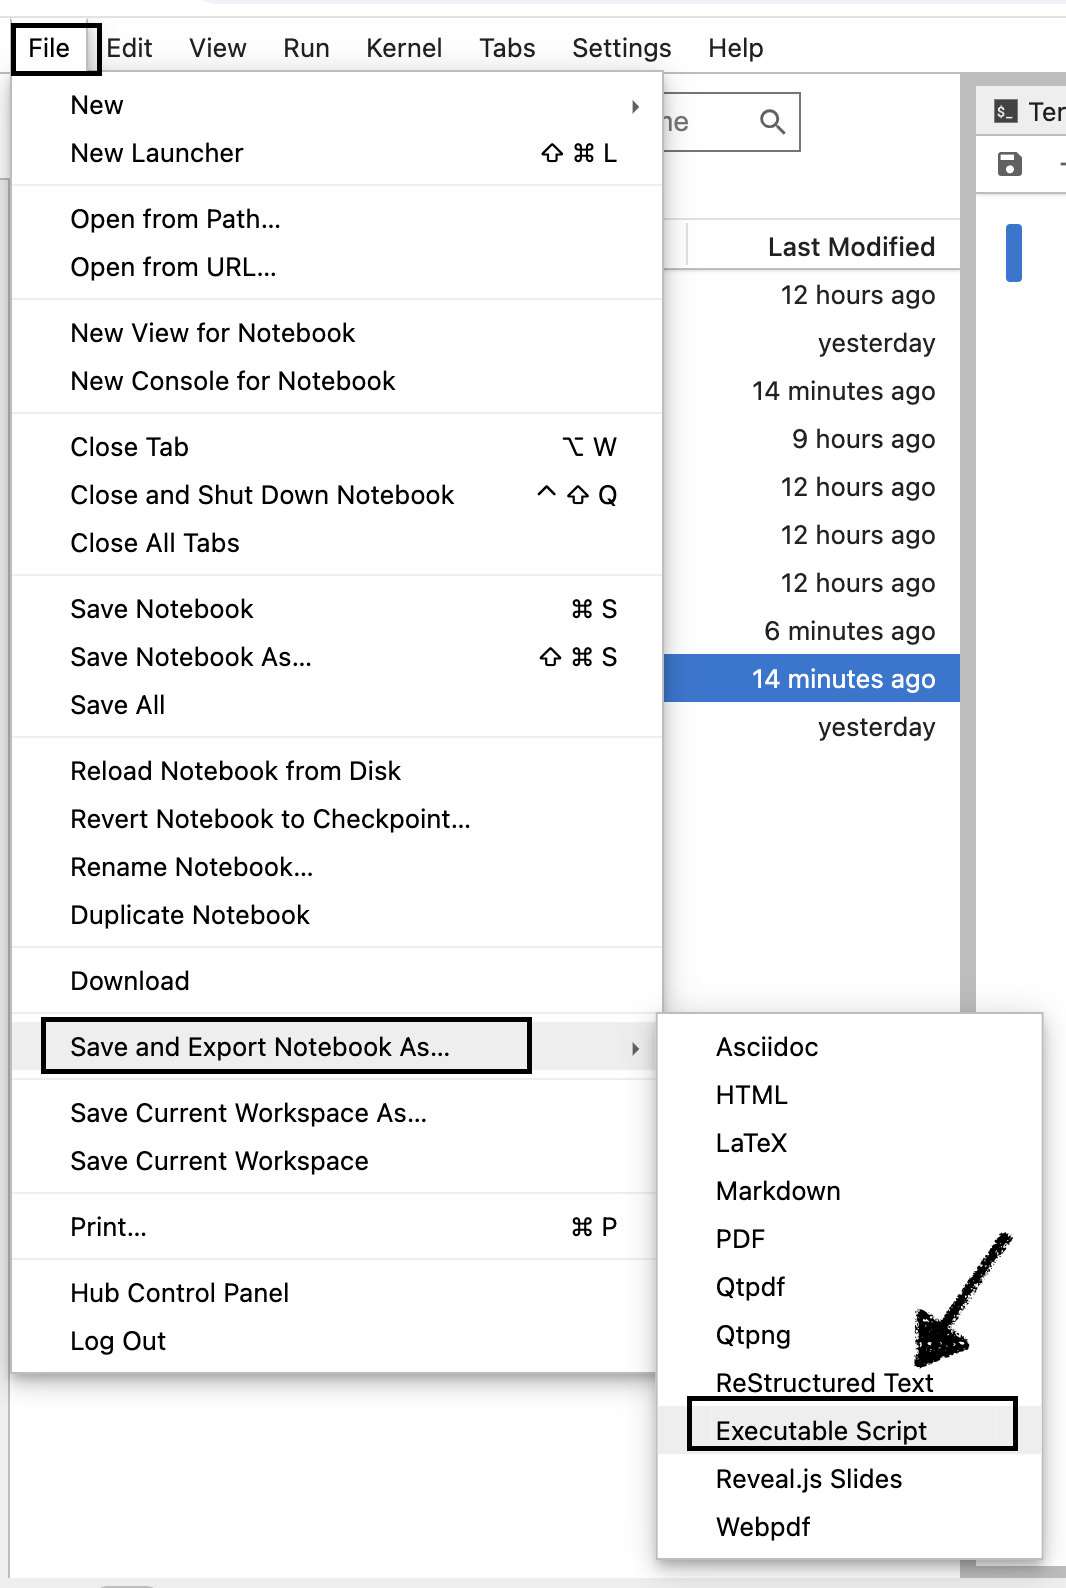 File Edit View Run Kernel Tabs Settings Help
New
New Launcher ⇧ ⌘ L
Open from Path...
Open from URL...
New View for Notebook
New Console for Notebook
Close Tab ⌥ W
Close and Shut Down Notebook ^ ⇧ Q
Close All Tabs
Save Notebook ⌘ S
Save Notebook As... ⇧ ⌘ S
Save All
Reload Notebook from Disk
Revert Notebook to Checkpoint...
Rename Notebook...
Duplicate Notebook
Download
Save and Export Notebook As...
Save Current Workspace As...
Save Current Workspace
Print... ⌘ P
Hub Control Panel
Log Out
Asciidoc
HTML
LaTeX
Markdown
PDF
Qtpdf
Qtpng
ReStructured Text
Executable Script
Reveal.js Slides
Webpdf
Last Modified
12 hours ago
yesterday
14 minutes ago
9 hours ago
12 hours ago
12 hours ago
12 hours ago
6 minutes ago
14 minutes ago
yesterday
$_ Ter